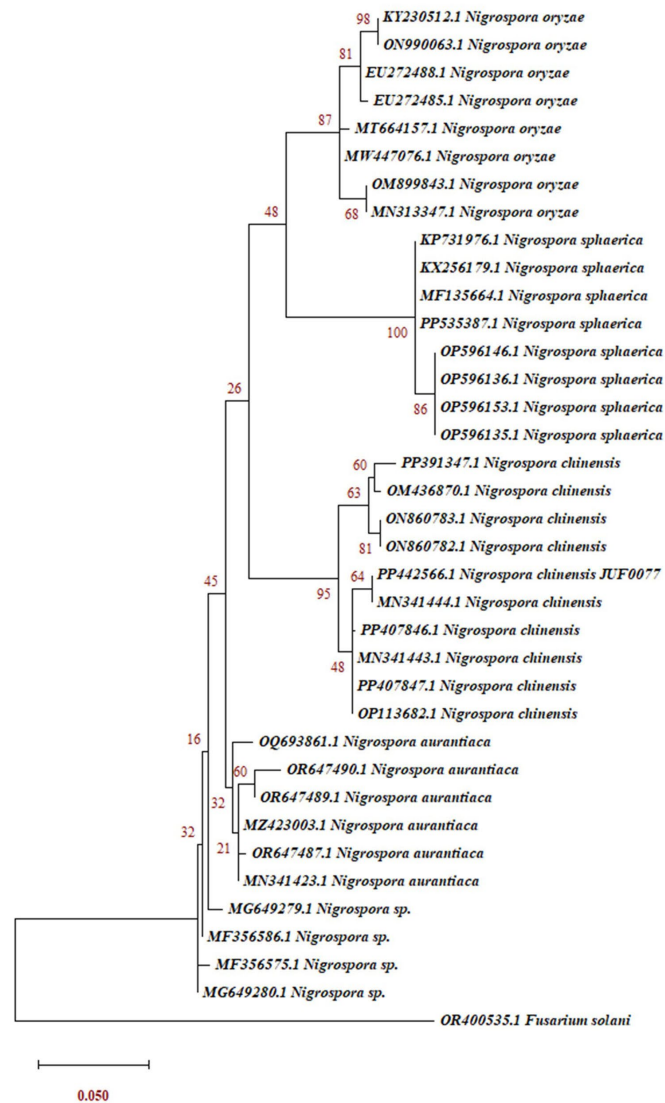 98
KY230512.1 Nigrospora oryzae
ON990063.1 Nigrospora oryzae
81
EU272488.1 Nigrospora oryzae
EU272485.1 Nigrospora oryzae
87
MT664157.1 Nigrospora oryzae
MW447076.1 Nigrospora oryzae
OM899843.1 Nigrospora oryzae
68
MN313347.1 Nigrospora oryzae
48
KP731976.1 Nigrospora sphaerica
KX256179.1 Nigrospora sphaerica
MF135664.1 Nigrospora sphaerica
PP535387.1 Nigrospora sphaerica
100
OP596146.1 Nigrospora sphaerica
OP596136.1 Nigrospora sphaerica
86
OP596153.1 Nigrospora sphaerica
OP596135.1 Nigrospora sphaerica
26
60
PP391347.1 Nigrospora chinensis
OM436870.1 Nigrospora chinensis
63
ON860783.1 Nigrospora chinensis
81
ON860782.1 Nigrospora chinensis
64
PP442566.1 Nigrospora chinensis JUF0077
95
MN341444.1 Nigrospora chinensis
PP407846.1 Nigrospora chinensis
45
MN341443.1 Nigrospora chinensis
48
PP407847.1 Nigrospora chinensis
OP113682.1 Nigrospora chinensis
16
OQ693861.1 Nigrospora aurantiaca
60
OR647490.1 Nigrospora aurantiaca
32
OR647489.1 Nigrospora aurantiaca
MZ423003.1 Nigrospora aurantiaca
32
21
OR647487.1 Nigrospora aurantiaca
MN341423.1 Nigrospora aurantiaca
MG649279.1 Nigrospora sp.
MF356586.1 Nigrospora sp.
MF356575.1 Nigrospora sp.
MG649280.1 Nigrospora sp.
OR400535.1 Fusarium solani
0.050